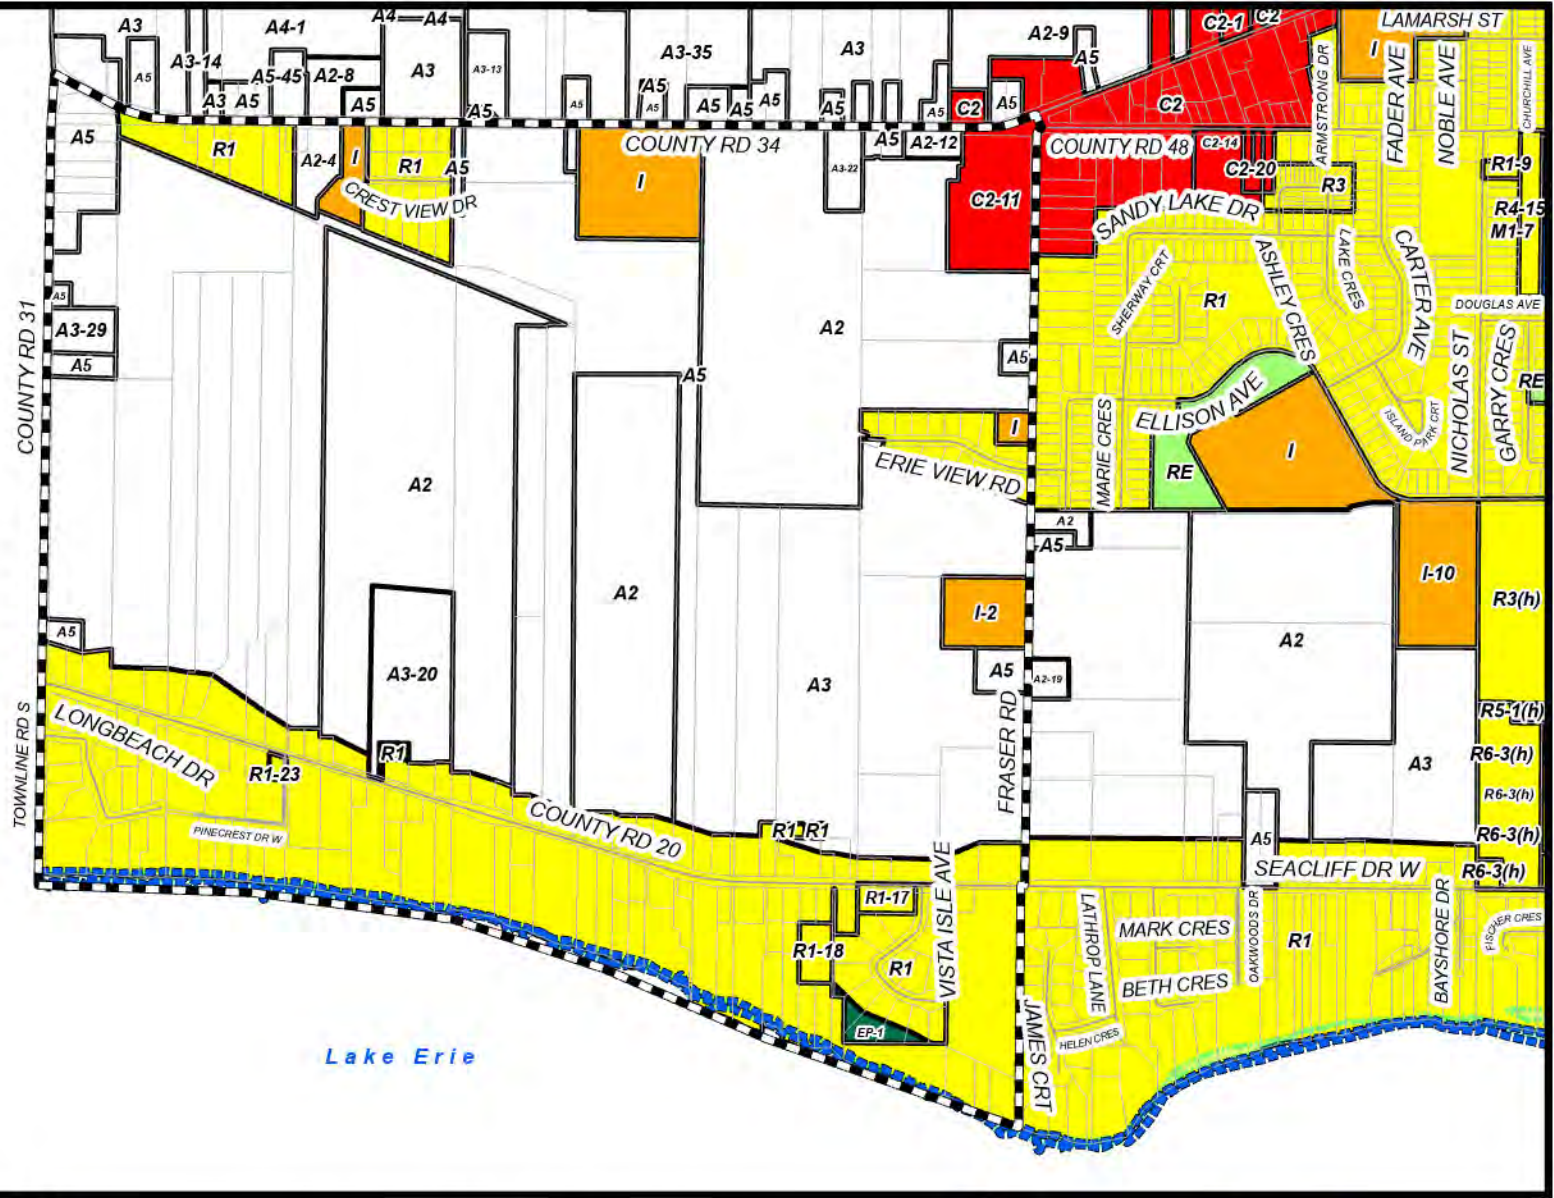 A3
A4-1
A4
A4
A3-14
A5
A5-45
A2-8
A3
A3
A5
A5
A3-13
A5
A5
A3-35
A5
A5
A5
A5
A5
A3
A5
A5
A2-9
A5
A5
C2
C2-1
C2
C2
I
LAMARSH ST
ARMSTRONG DR
FADER AVE
NOBLE AVE
CHURCHILL AVE
A5
R1
A2-4
I
R1
A5
CREST VIEW DR
I
COUNTY RD 34
A3-22
A5
A2-12
C2-11
COUNTY RD 48
C2-14
C2-20
R3
R1-9
R4-15
M1-7
SANDY LAKE DR
SHERWAY CRT
R1
ASHLEY CRES
LAKE CRES
CARTER AVE
DOUGLAS AVE
NICHOLAS ST
GARRY CRES
RE
COUNTY RD 31
A5
A3-29
A5
A2
A5
A5
ELLISON AVE
ISLAND PARK CRT
MARIE CRES
I
ERIE VIEW RD
RE
I
A2
A2
A5
A2
I-10
R3(h)
I-2
A5
A2-19
A2
A5
A3-20
A3
FRASER RD
A3
R5-1(h)
R6-3(h)
R6-3(h)
R6-3(h)
R6-3(h)
TOWNLINE RD S
LONGBEACH DR
R1-23
R1
PINECREST DR W
COUNTY RD 20
R1
R1
A5
SEACLIFF DR W
VISTA ISLE AVE
R1-17
R1-18
R1
EP-1
LATHROP LANE
MARK CRES
BETH CRES
OAKWOODS DR
R1
BAYSHORE DR
FISCHER CRES
HELEN CRES
JAMES CRT
Lake Erie